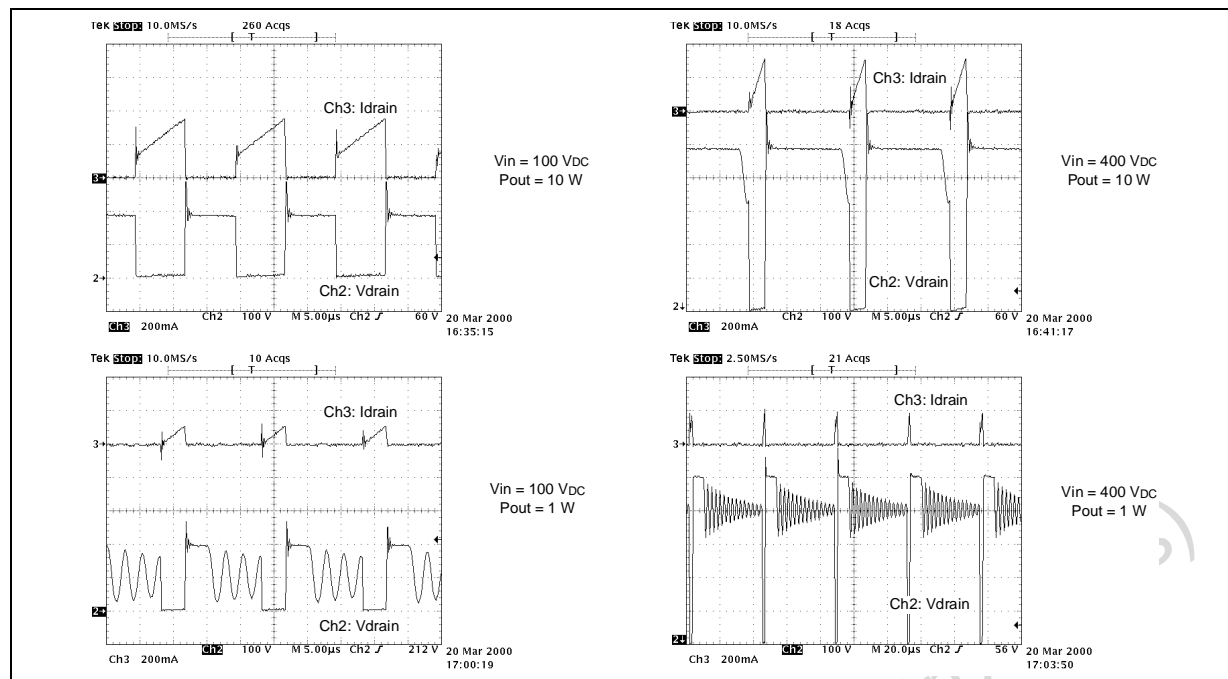 Tek Stop: 10.0MS/s 260 Acqs
[ T ]
Ch3: Idrain
3→
2→
Ch2: Vdrain
Ch2 100 V M 5.00µs Ch2 60 V
Ch3 200mA
20 Mar 2000
16:35:15
Vin = 100 VDC
Pout = 10 W
Tek Stop: 10.0MS/s 18 Acqs
[ T ]
Ch3: Idrain
3→
Ch2: Vdrain
2↓
Ch2 100 V M 5.00µs Ch2 60 V
Ch3 200mA
20 Mar 2000
16:41:17
Vin = 400 VDC
Pout = 10 W
Tek Stop: 10.0MS/s 10 Acqs
[ T ]
Ch3: Idrain
3→
2→
Ch2: Vdrain
Ch2 100 V M 5.00µs Ch2 212 V
Ch3 200mA
20 Mar 2000
17:00:19
Vin = 100 VDC
Pout = 1 W
Tek Stop: 2.50MS/s 21 Acqs
[ T ]
Ch3: Idrain
3→
Ch2: Vdrain
2↓
Ch2 100 V M 20.0µs Ch2 56 V
Ch3 200mA
20 Mar 2000
17:03:50
Vin = 400 VDC
Pout = 1 W